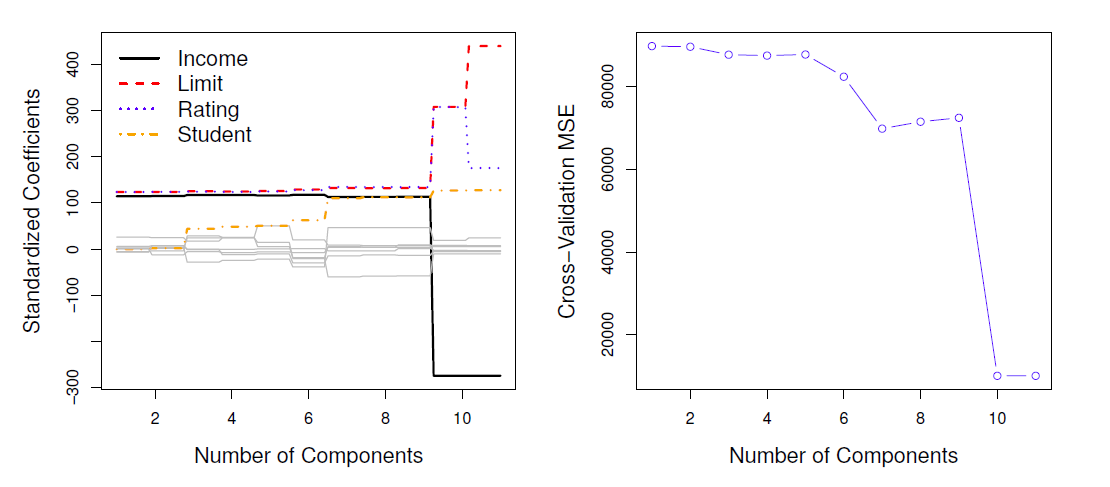 Income
Limit
Rating
Student
Standardized Coefficients
400
300
200
100
0
−100
−300
2 4 6 8 10
Number of Components
Cross−Validation MSE
80000
60000
40000
20000
2 4 6 8 10
Number of Components